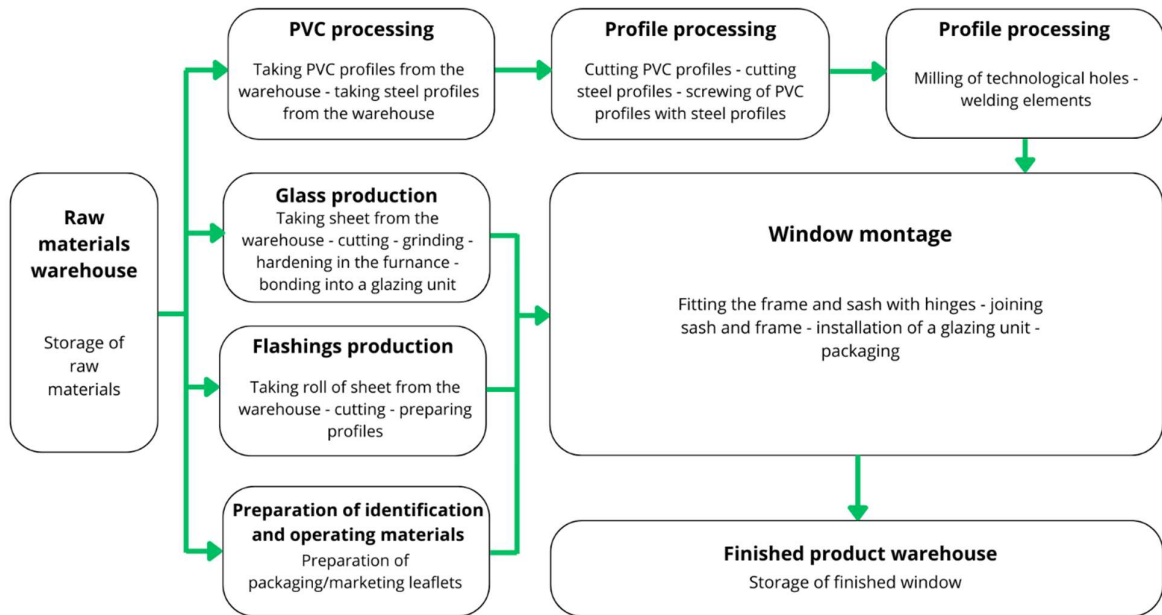 PVC processing
Taking PVC profiles from the
warehouse - taking steel profiles
from the warehouse
Profile processing
Cutting PVC profiles - cutting
steel profiles - screwing of PVC
profiles with steel profiles
Profile processing
Milling of technological holes -
welding elements
Raw
materials
warehouse
Storage of
raw
materials
Glass production
Taking sheet from the
warehouse - cutting - grinding -
hardening in the furnance -
bonding into a glazing unit
Flashings production
Taking roll of sheet from the
warehouse - cutting - preparing
profiles
Preparation of identification
and operating materials
Preparation of
packaging/marketing leaflets
Window montage
Fitting the frame and sash with hinges - joining
sash and frame - installation of a glazing unit -
packaging
Finished product warehouse
Storage of finished window